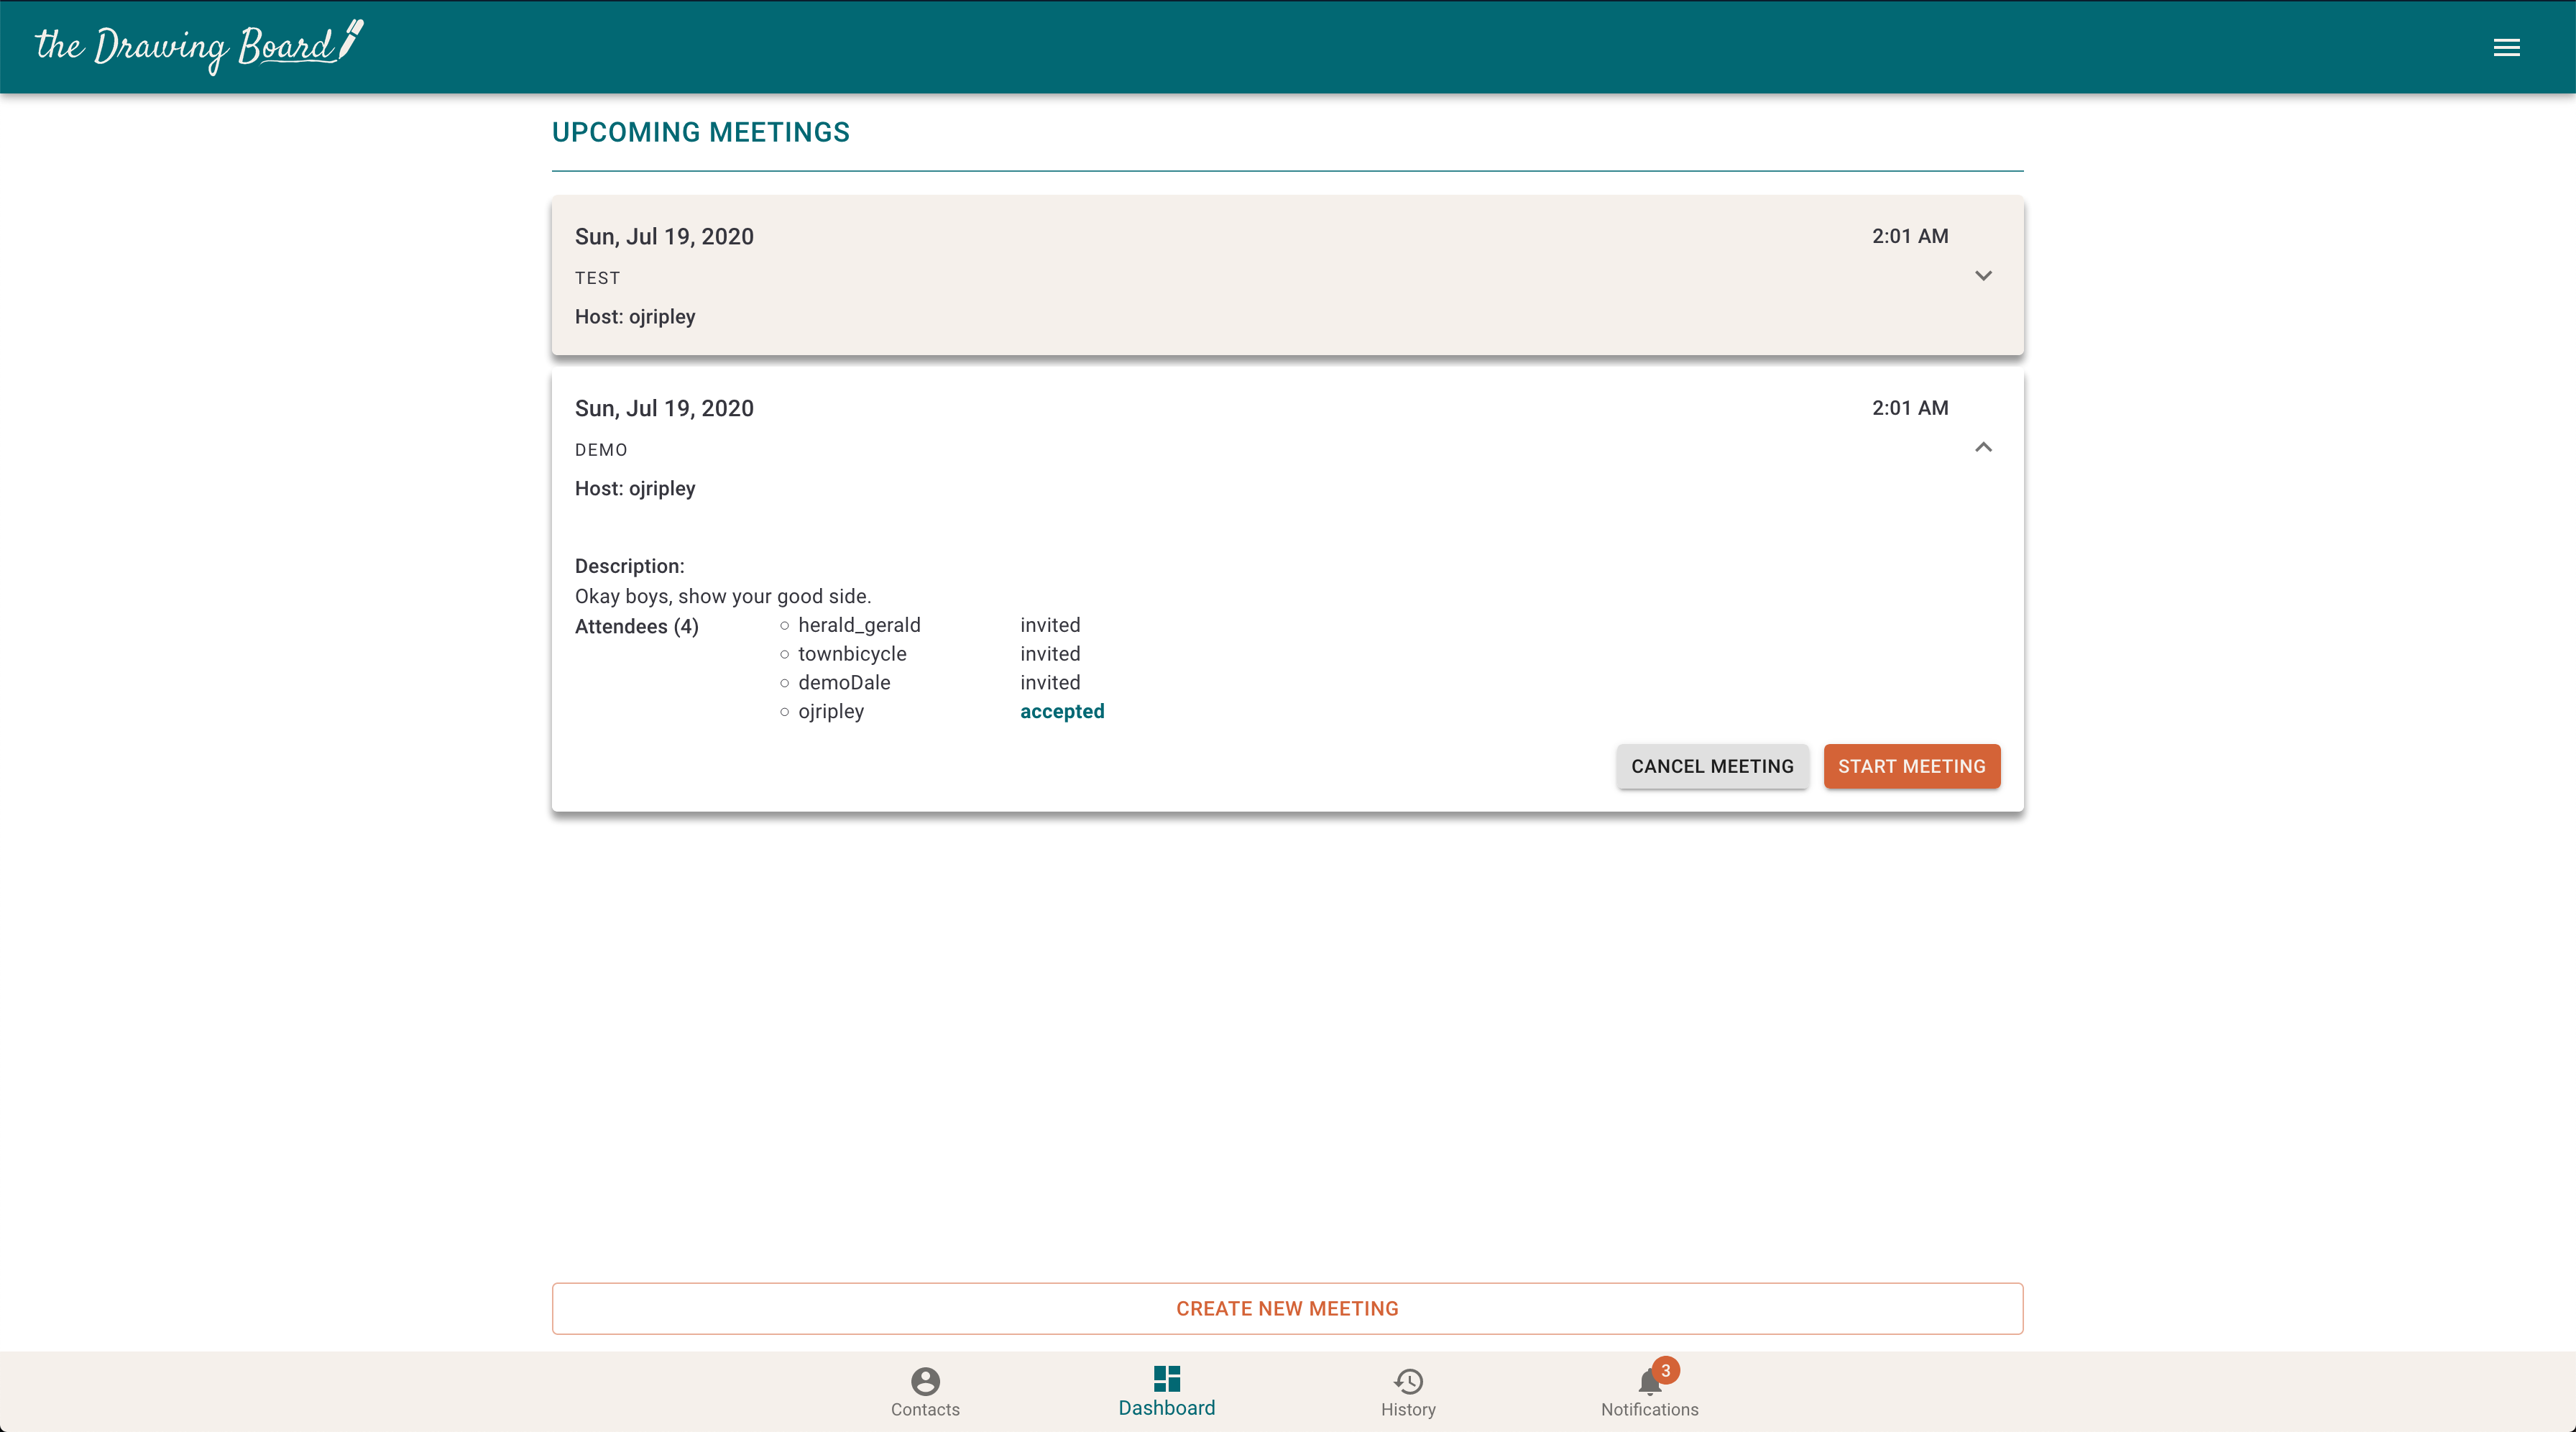 the Drawing Board
UPCOMING MEETINGS
Sun, Jul 19, 2020 2:01 AM
TEST
Host: ojripley
Sun, Jul 19, 2020 2:01 AM
DEMO
Host: ojripley
Description:
Okay boys, show your good side.
Attendees (4) herald_gerald invited
townbicycle invited
demoDale invited
ojripley accepted
CANCEL MEETING START MEETING
CREATE NEW MEETING
3
Contacts Dashboard History Notifications